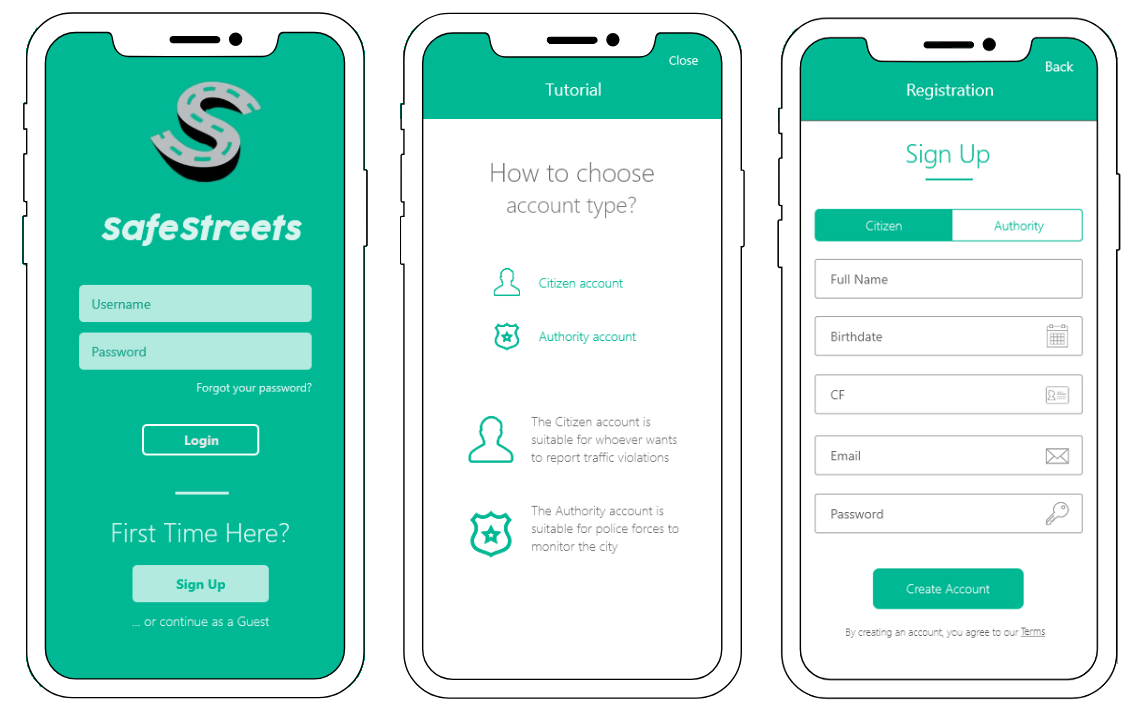 SafeStreets
Username
Password
Forgot your password?
Login
First Time Here?
Sign Up
... or continue as a Guest
Close
Tutorial
How to choose
account type?
Citizen account
Authority account
The Citizen account is
suitable for whoever wants
to report traffic violations
The Authority account is
suitable for police forces to
monitor the city
Back
Registration
Sign Up
Citizen
Authority
Full Name
Birthdate
CF
Email
Password
Create Account
By creating an account, you agree to our Terms